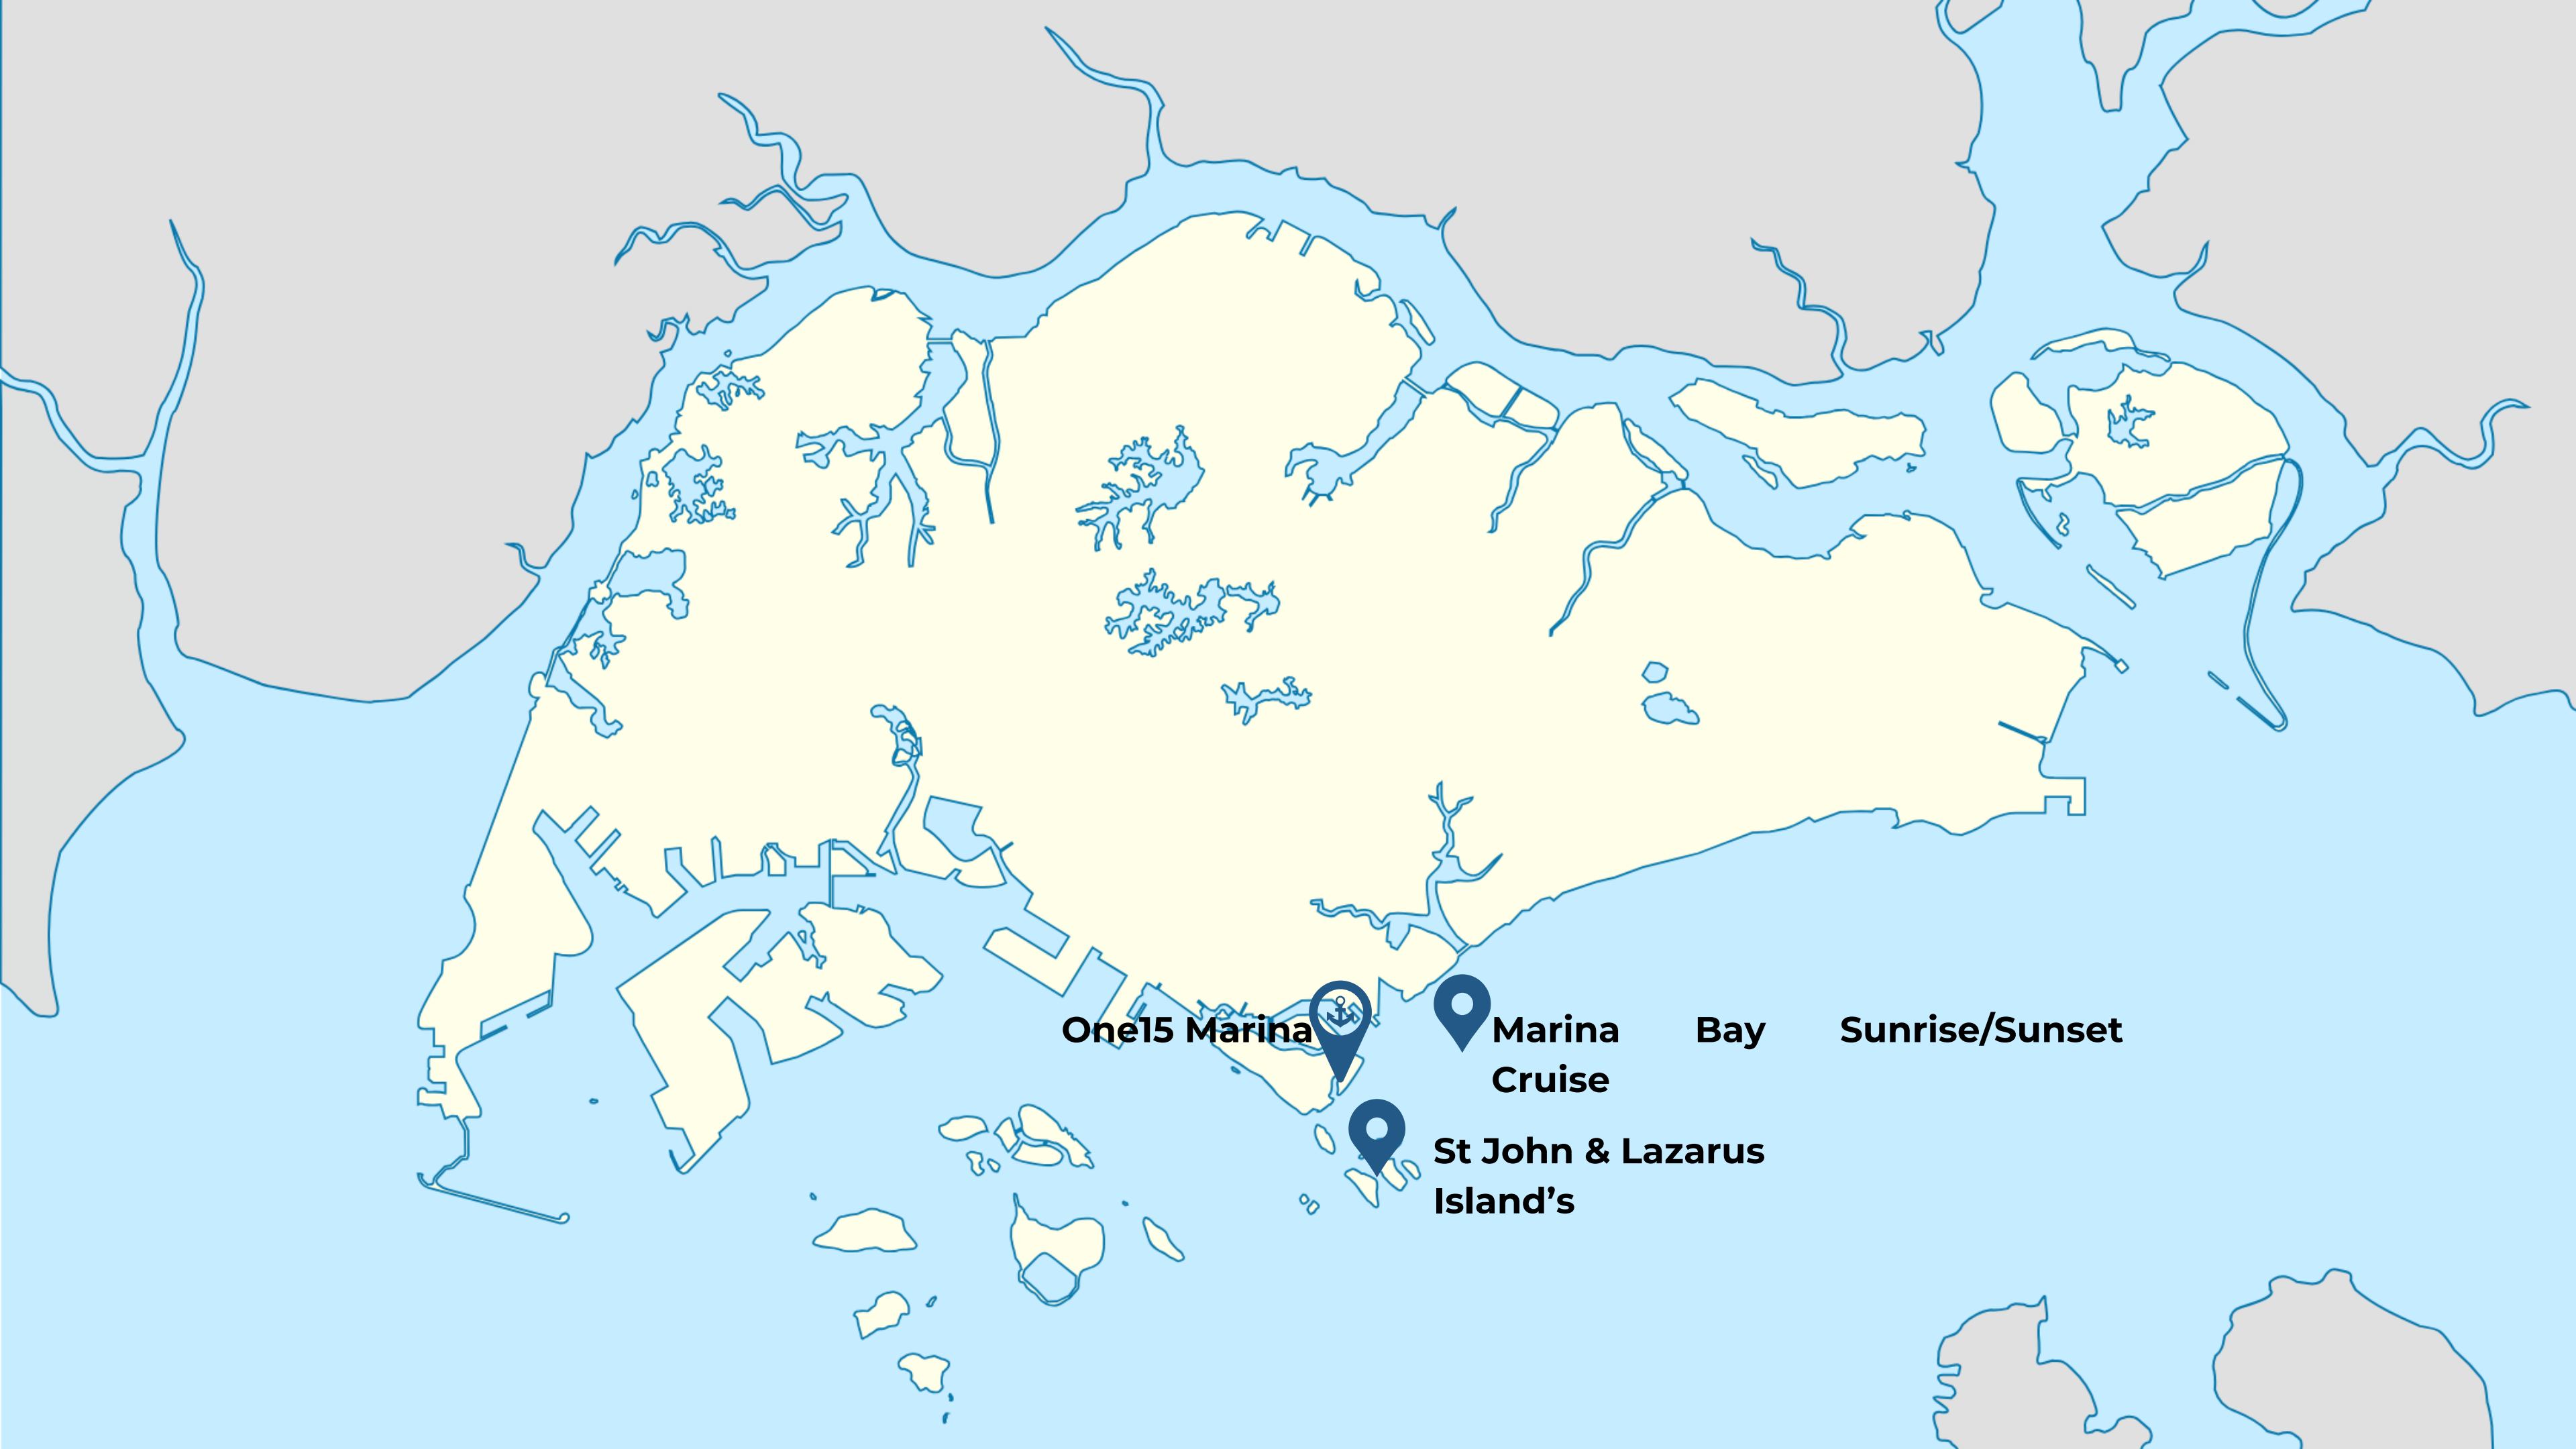 One15 Marina
Marina Bay Sunrise/Sunset
Cruise
St John & Lazarus
Island’s